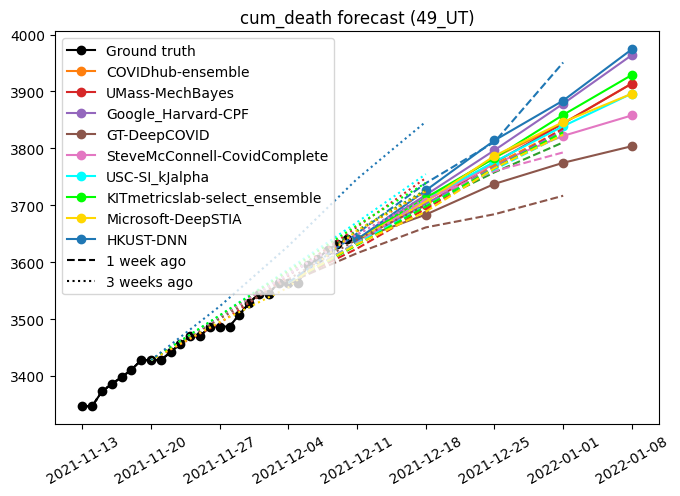 cum_death forecast (49_UT)
4000
3900
3800
3700
3600
3500
3400
Ground truth
COVIDhub-ensemble
UMass-MechBayes
Google_Harvard-CPF
GT-DeepCOVID
SteveMcConnell-CovidComplete
USC-SI_kJalpha
KITmetricslab-select_ensemble
Microsoft-DeepSTIA
HKUST-DNN
1 week ago
3 weeks ago
2021-11-13
2021-11-20
2021-11-27
2021-12-04
2021-12-11
2021-12-18
2021-12-25
2022-01-01
2022-01-08